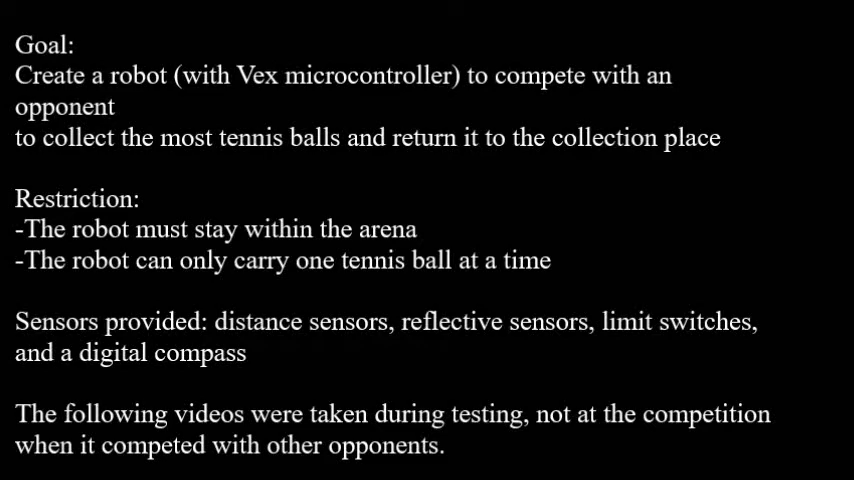 Goal:
Create a robot (with Vex microcontroller) to compete with an
opponent
to collect the most tennis balls and return it to the collection place
Restriction:
-The robot must stay within the arena
-The robot can only carry one tennis ball at a time
Sensors provided: distance sensors, reflective sensors, limit switches,
and a digital compass
The following videos were taken during testing, not at the competition
when it competed with other opponents.